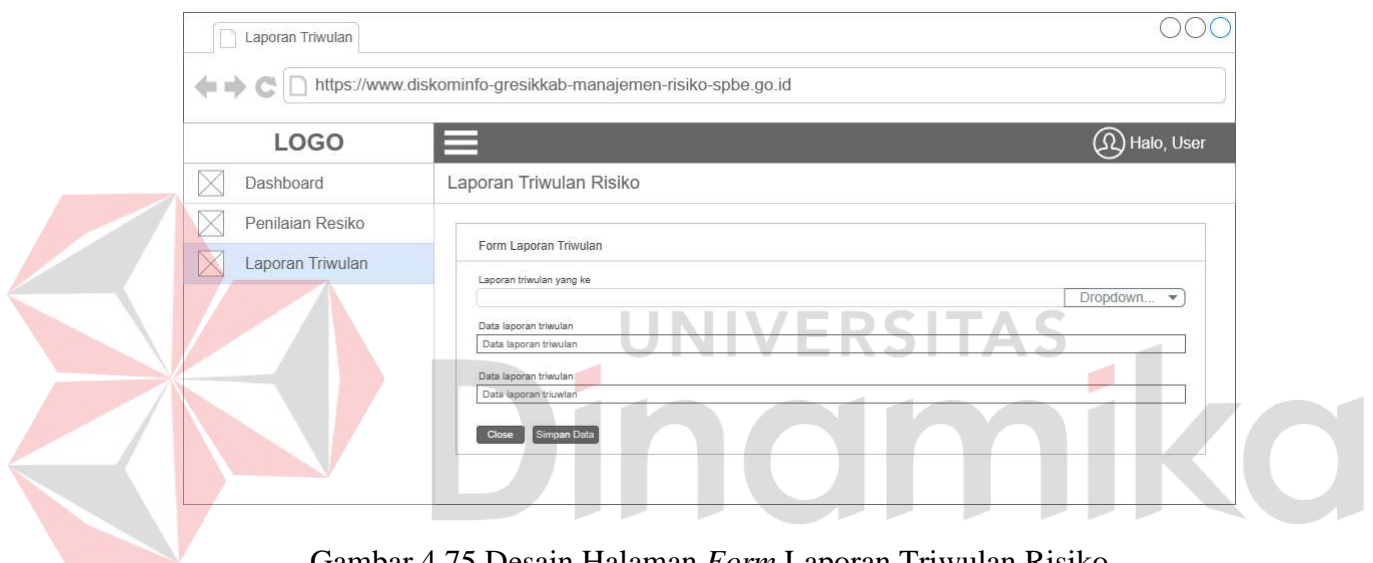 Laporan Triwulan
https://www.diskominfo-gresikkab-manajemen-risiko-spbe.go.id
LOGO
Halo, User
Dashboard
Laporan Triwulan Risiko
Penilaian Resiko
Laporan Triwulan
Form Laporan Triwulan
Laporan triwulan yang ke
Dropdown...
Data laporan triwulan
Data laporan triwulan
Data laporan triwulan
Data laporan triuwlan
Close
Simpan Data
UNIVERSITAS
Dinamika
Gambar 4.75 Desain Halaman Form Laporan Triwulan Risiko